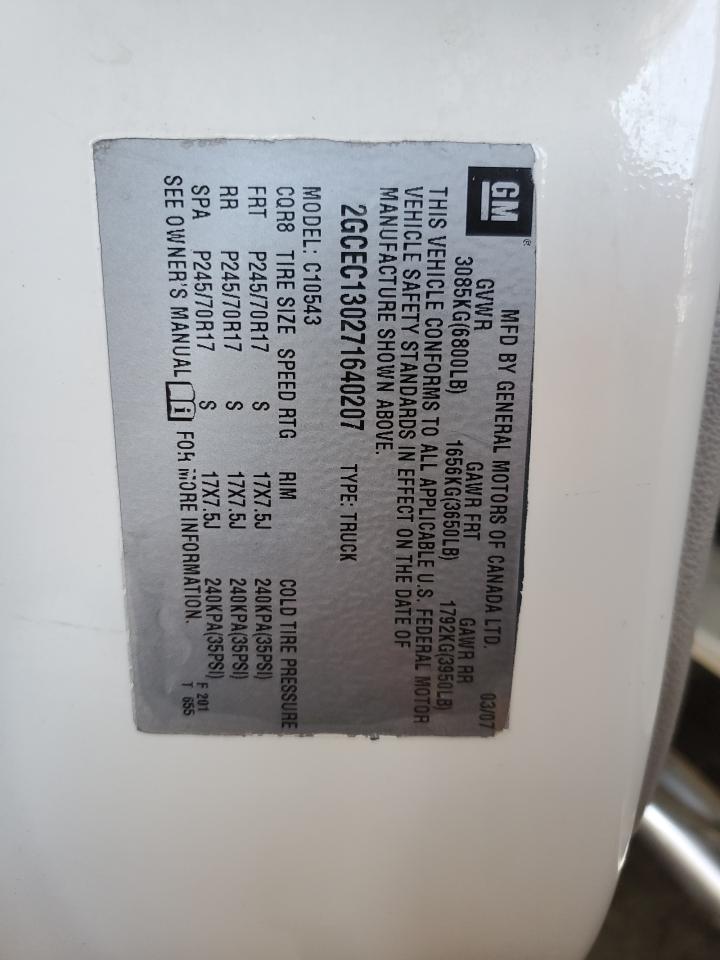 GM®
MFD BY GENERAL MOTORS OF CANADA LTD. 03/07
GVWR GAWR FRT GAWR RR
3085KG(6800LB) 1656KG(3650LB) 1792KG(3950LB)
THIS VEHICLE CONFORMS TO ALL APPLICABLE U.S. FEDERAL MOTOR
VEHICLE SAFETY STANDARDS IN EFFECT ON THE DATE OF
MANUFACTURE SHOWN ABOVE.
2GCEC130271640207 TYPE: TRUCK
MODEL: C10543
CQR8 TIRE SIZE SPEED RTG RIM COLD TIRE PRESSURE
FRT P245/70R17 S 17X7.5J 240KPA(35PSI)
RR P245/70R17 S 17X7.5J 240KPA(35PSI)
SPA P245/70R17 S 17X7.5J 240KPA(35PSI)
SEE OWNER'S MANUAL i FOR MORE INFORMATION.
F 201
T 655